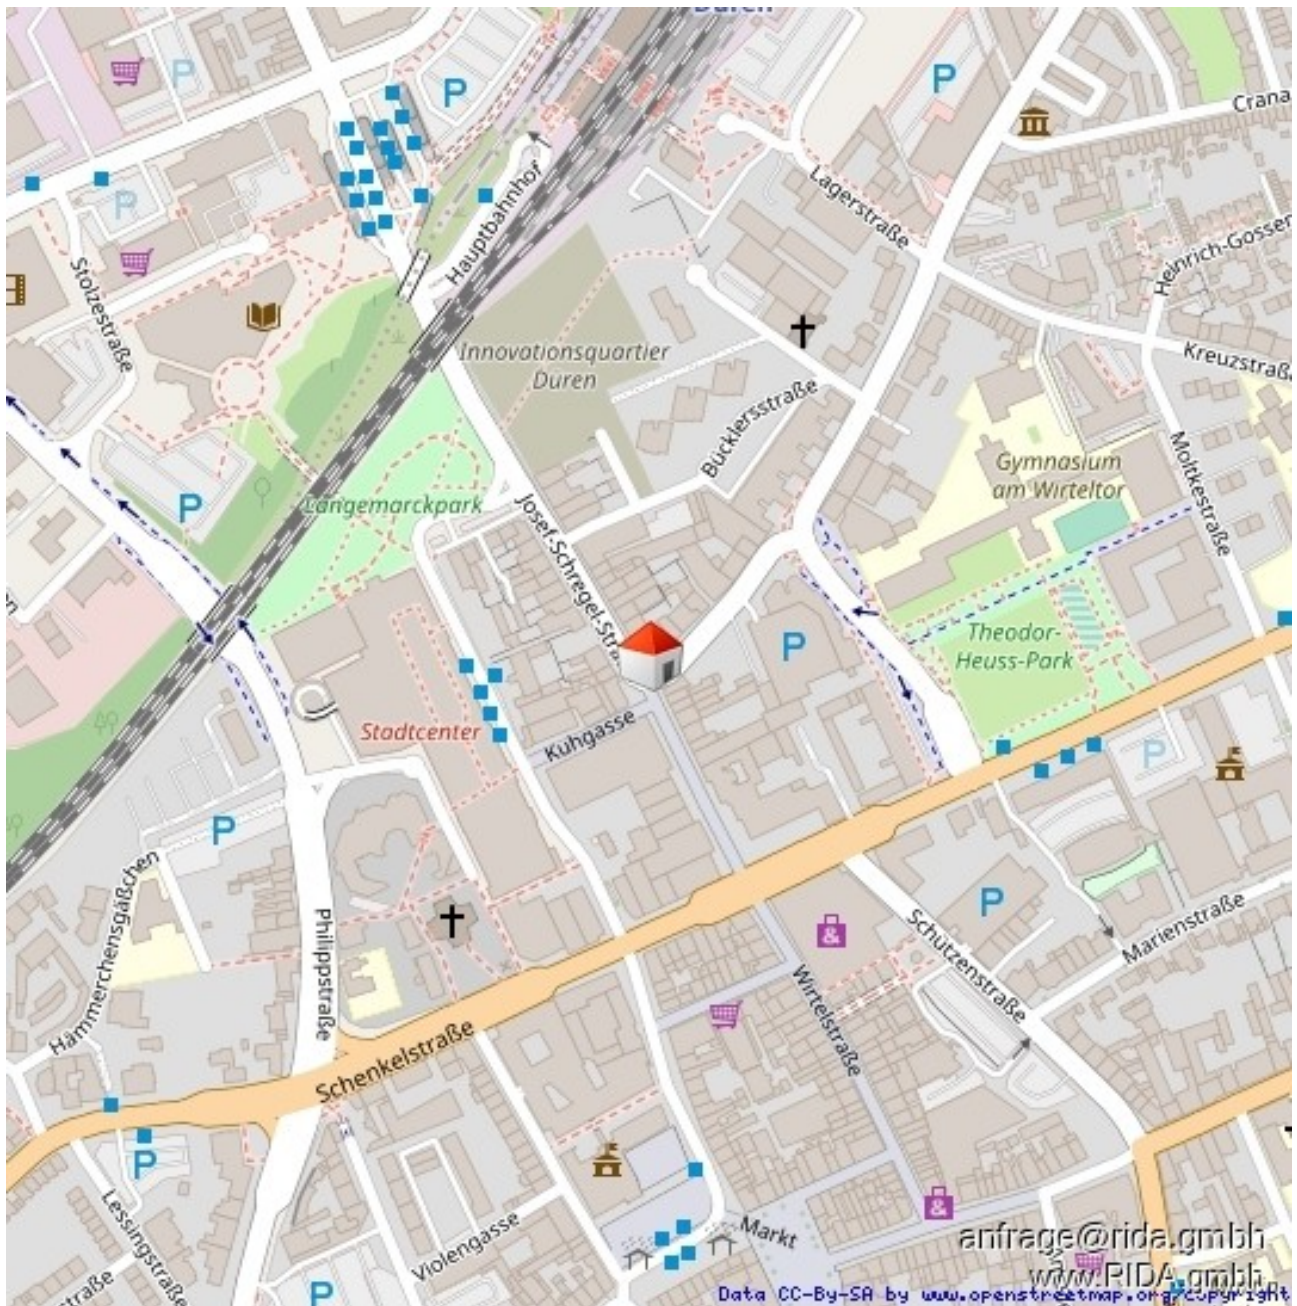 Düren
P
P
P
Crana
P
Hauptbahnhof
Lagerstraße
Heinrich-Gossen
Stolzestraße
Innovationsquartier
Düren
Kreuzstraße
Bücklersstraße
Moltkestraße
Gymnasium
am Wirteltor
P
Langemarckpark
Josef-Schregel-Stra
Theodor-
Heuss-Park
P
Stadtcenter
Kuhgasse
P
P
Hämmerchensgäßchen
Philippstraße
P
Schützenstraße
Marienstraße
&
Wirtelstraße
Schenkelstraße
P
Lessingstraße
Violengasse
Markt
&
P
anfrage@rida.gmbh
www.RIDA.gmbh
Data CC-By-SA by www.openstreetmap.org/copyright